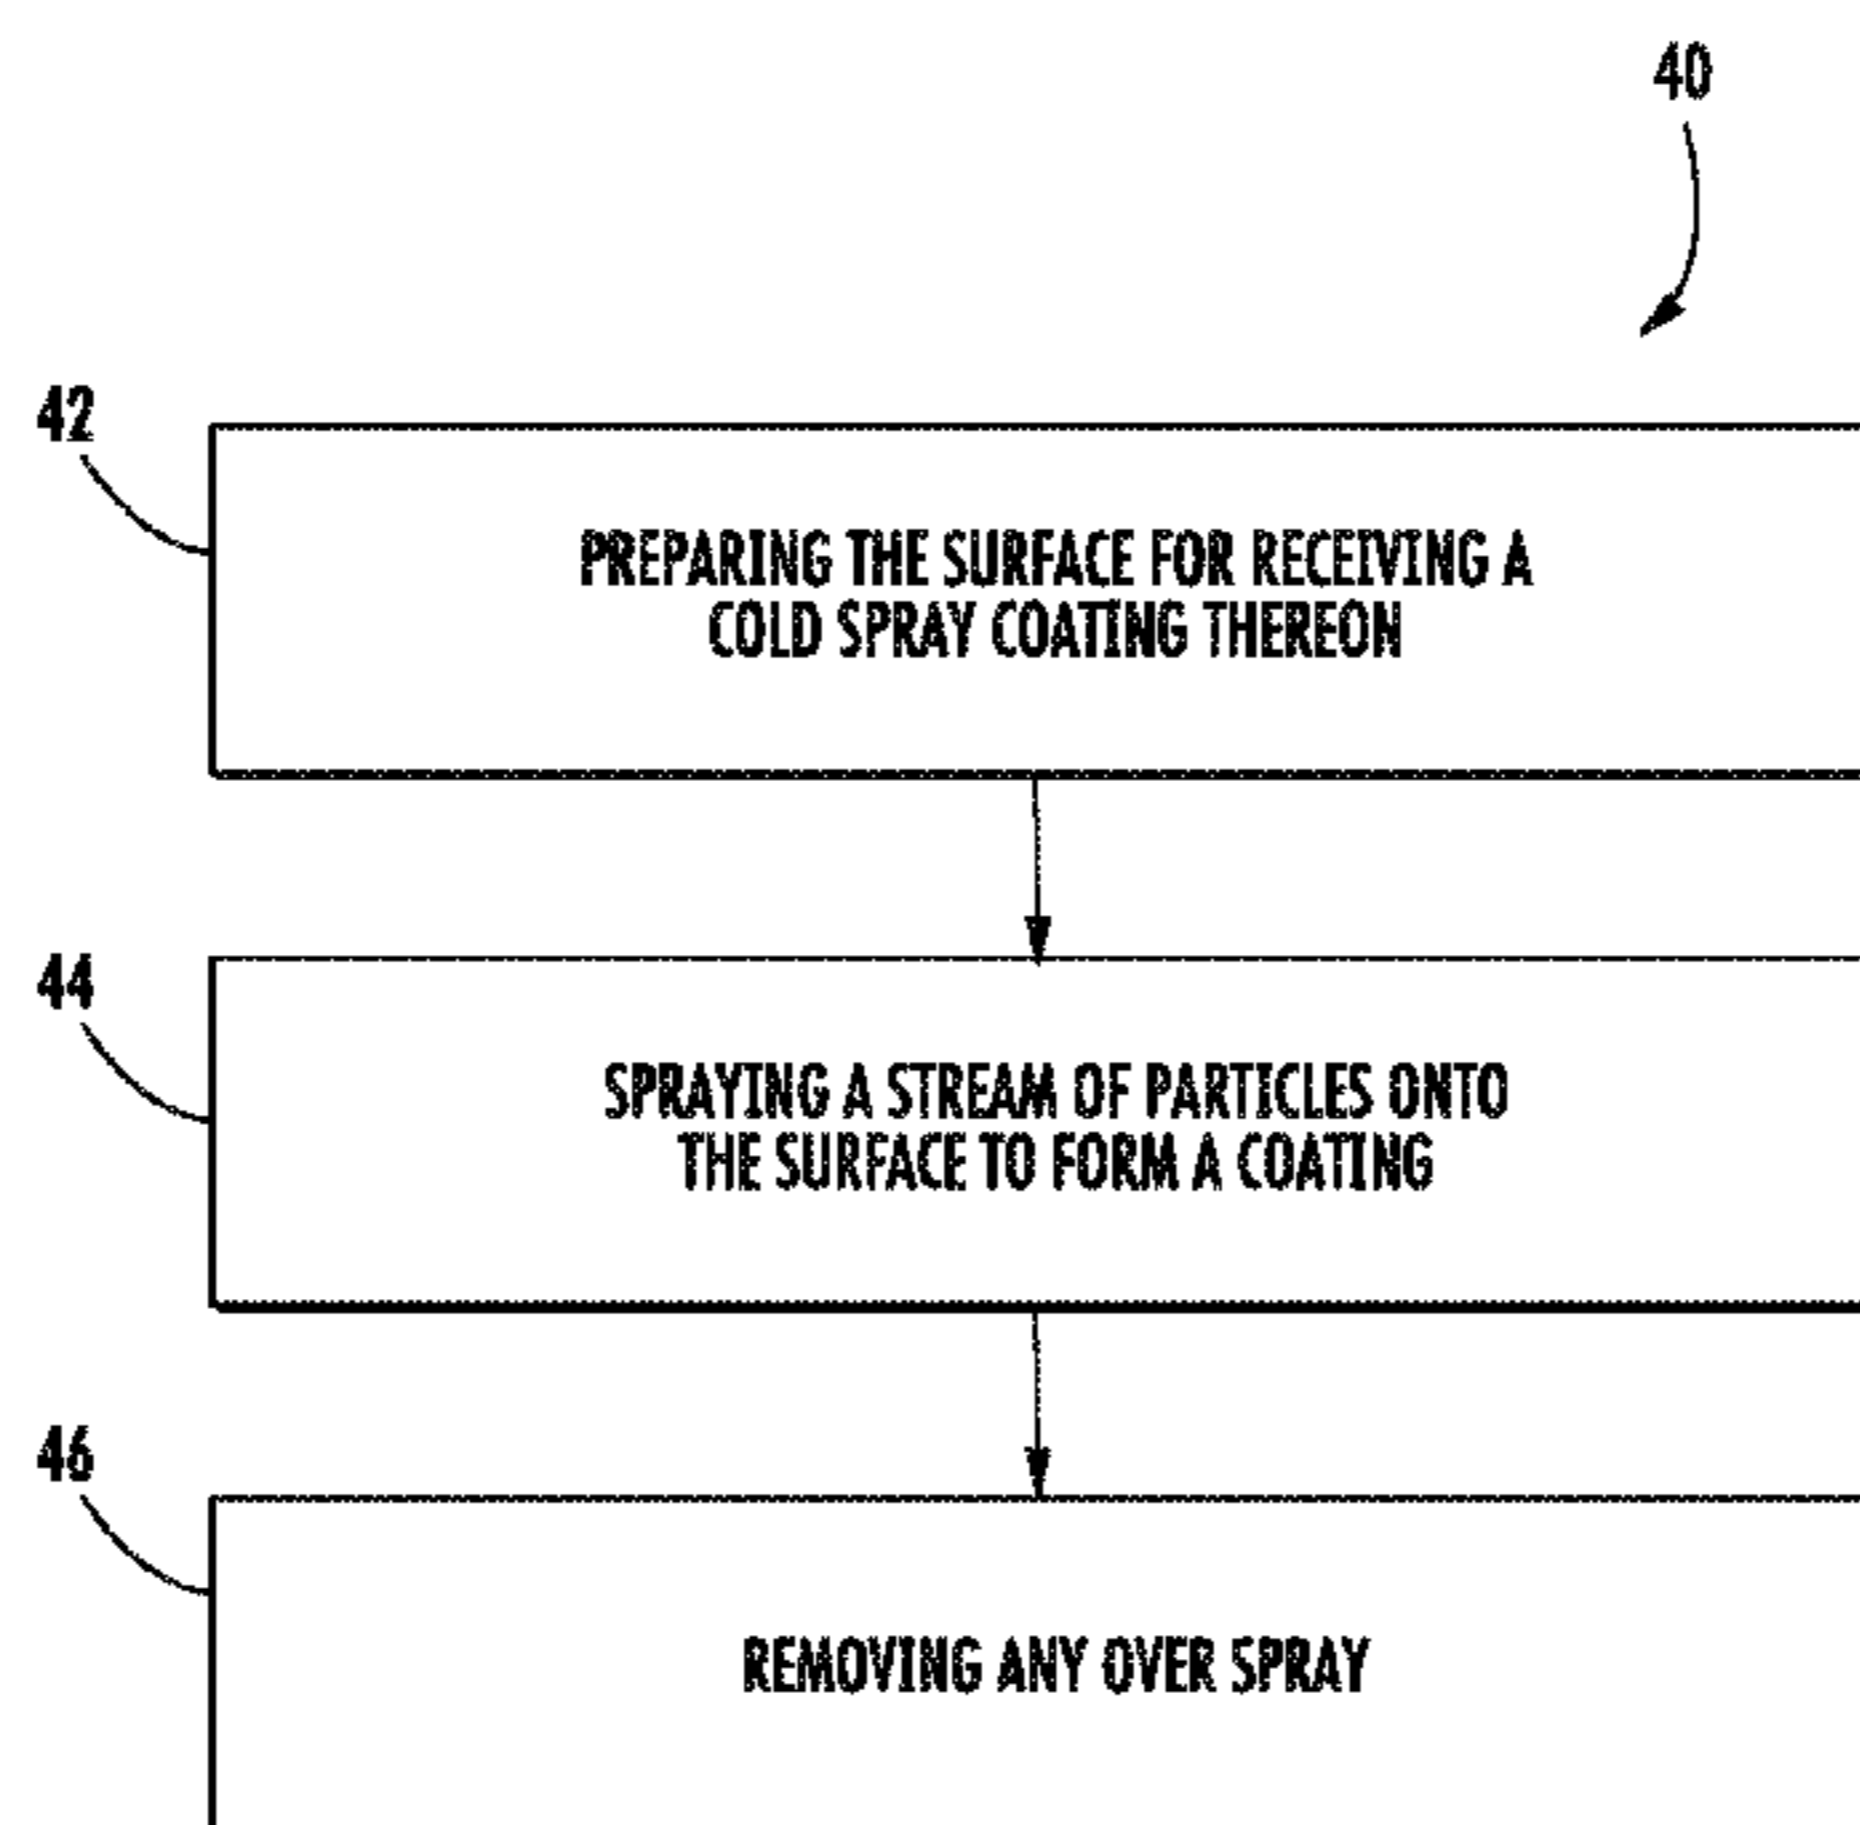 40
42
PREPARING THE SURFACE FOR RECEIVING A
COLD SPRAY COATING THEREON
44
SPRAYING A STREAM OF PARTICLES ONTO
THE SURFACE TO FORM A COATING
46
REMOVING ANY OVER SPRAY